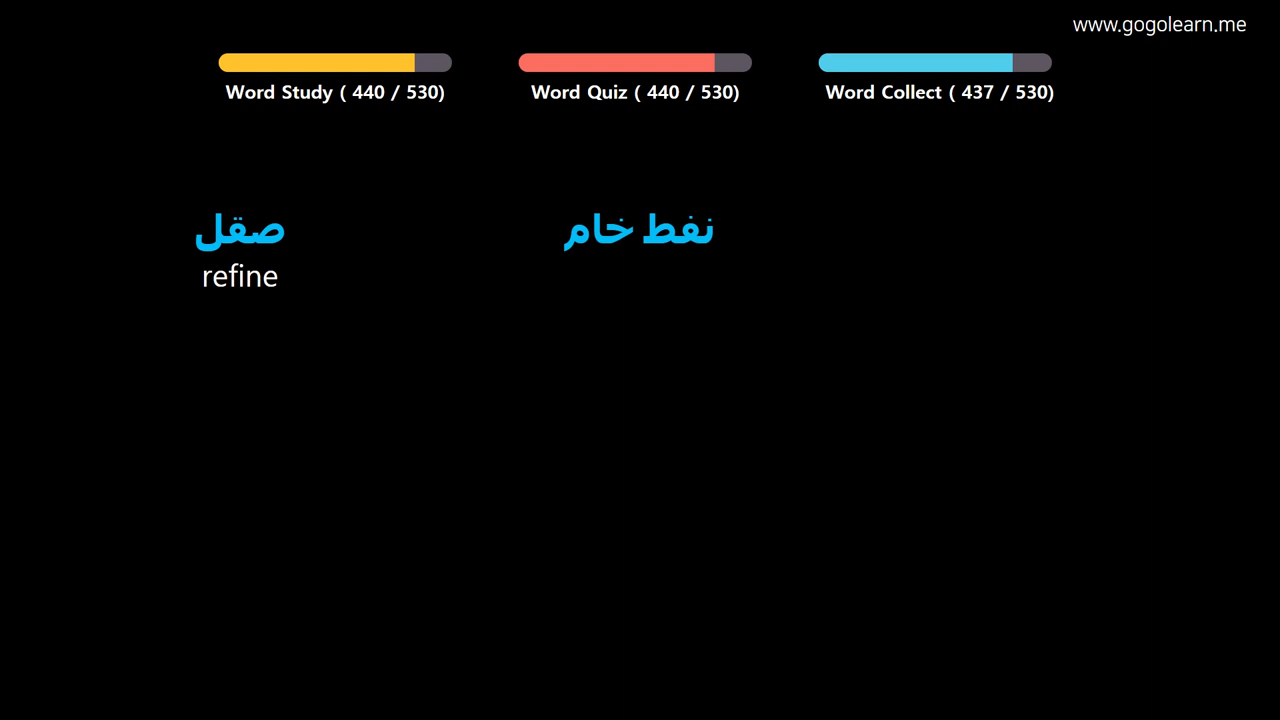 www.gogolearn.me
Word Study ( 440 / 530)
Word Quiz ( 440 / 530)
Word Collect ( 437 / 530)
صقل
refine
نفط خام